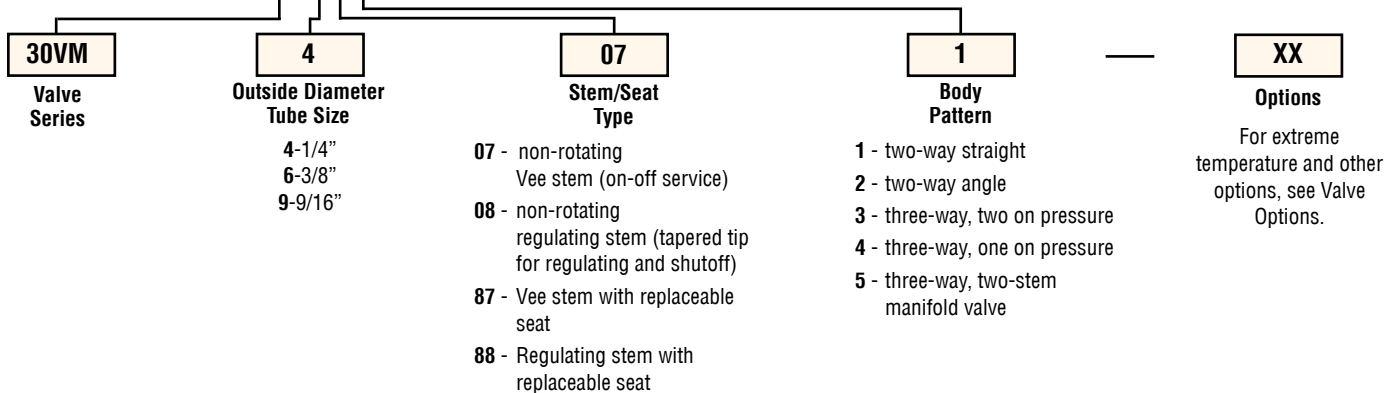 30VM
4
07
1
XX
Valve
Series
Outside Diameter
Tube Size
4-1/4”
6-3/8”
9-9/16”
Stem/Seat
Type
07 - non-rotating
Vee stem (on-off service)
08 - non-rotating
regulating stem (tapered tip
for regulating and shutoff)
87 - Vee stem with replaceable
seat
88 - Regulating stem with
replaceable seat
Body
Pattern
1 - two-way straight
2 - two-way angle
3 - three-way, two on pressure
4 - three-way, one on pressure
5 - three-way, two-stem
manifold valve
Options
For extreme
temperature and other
options, see Valve
Options.